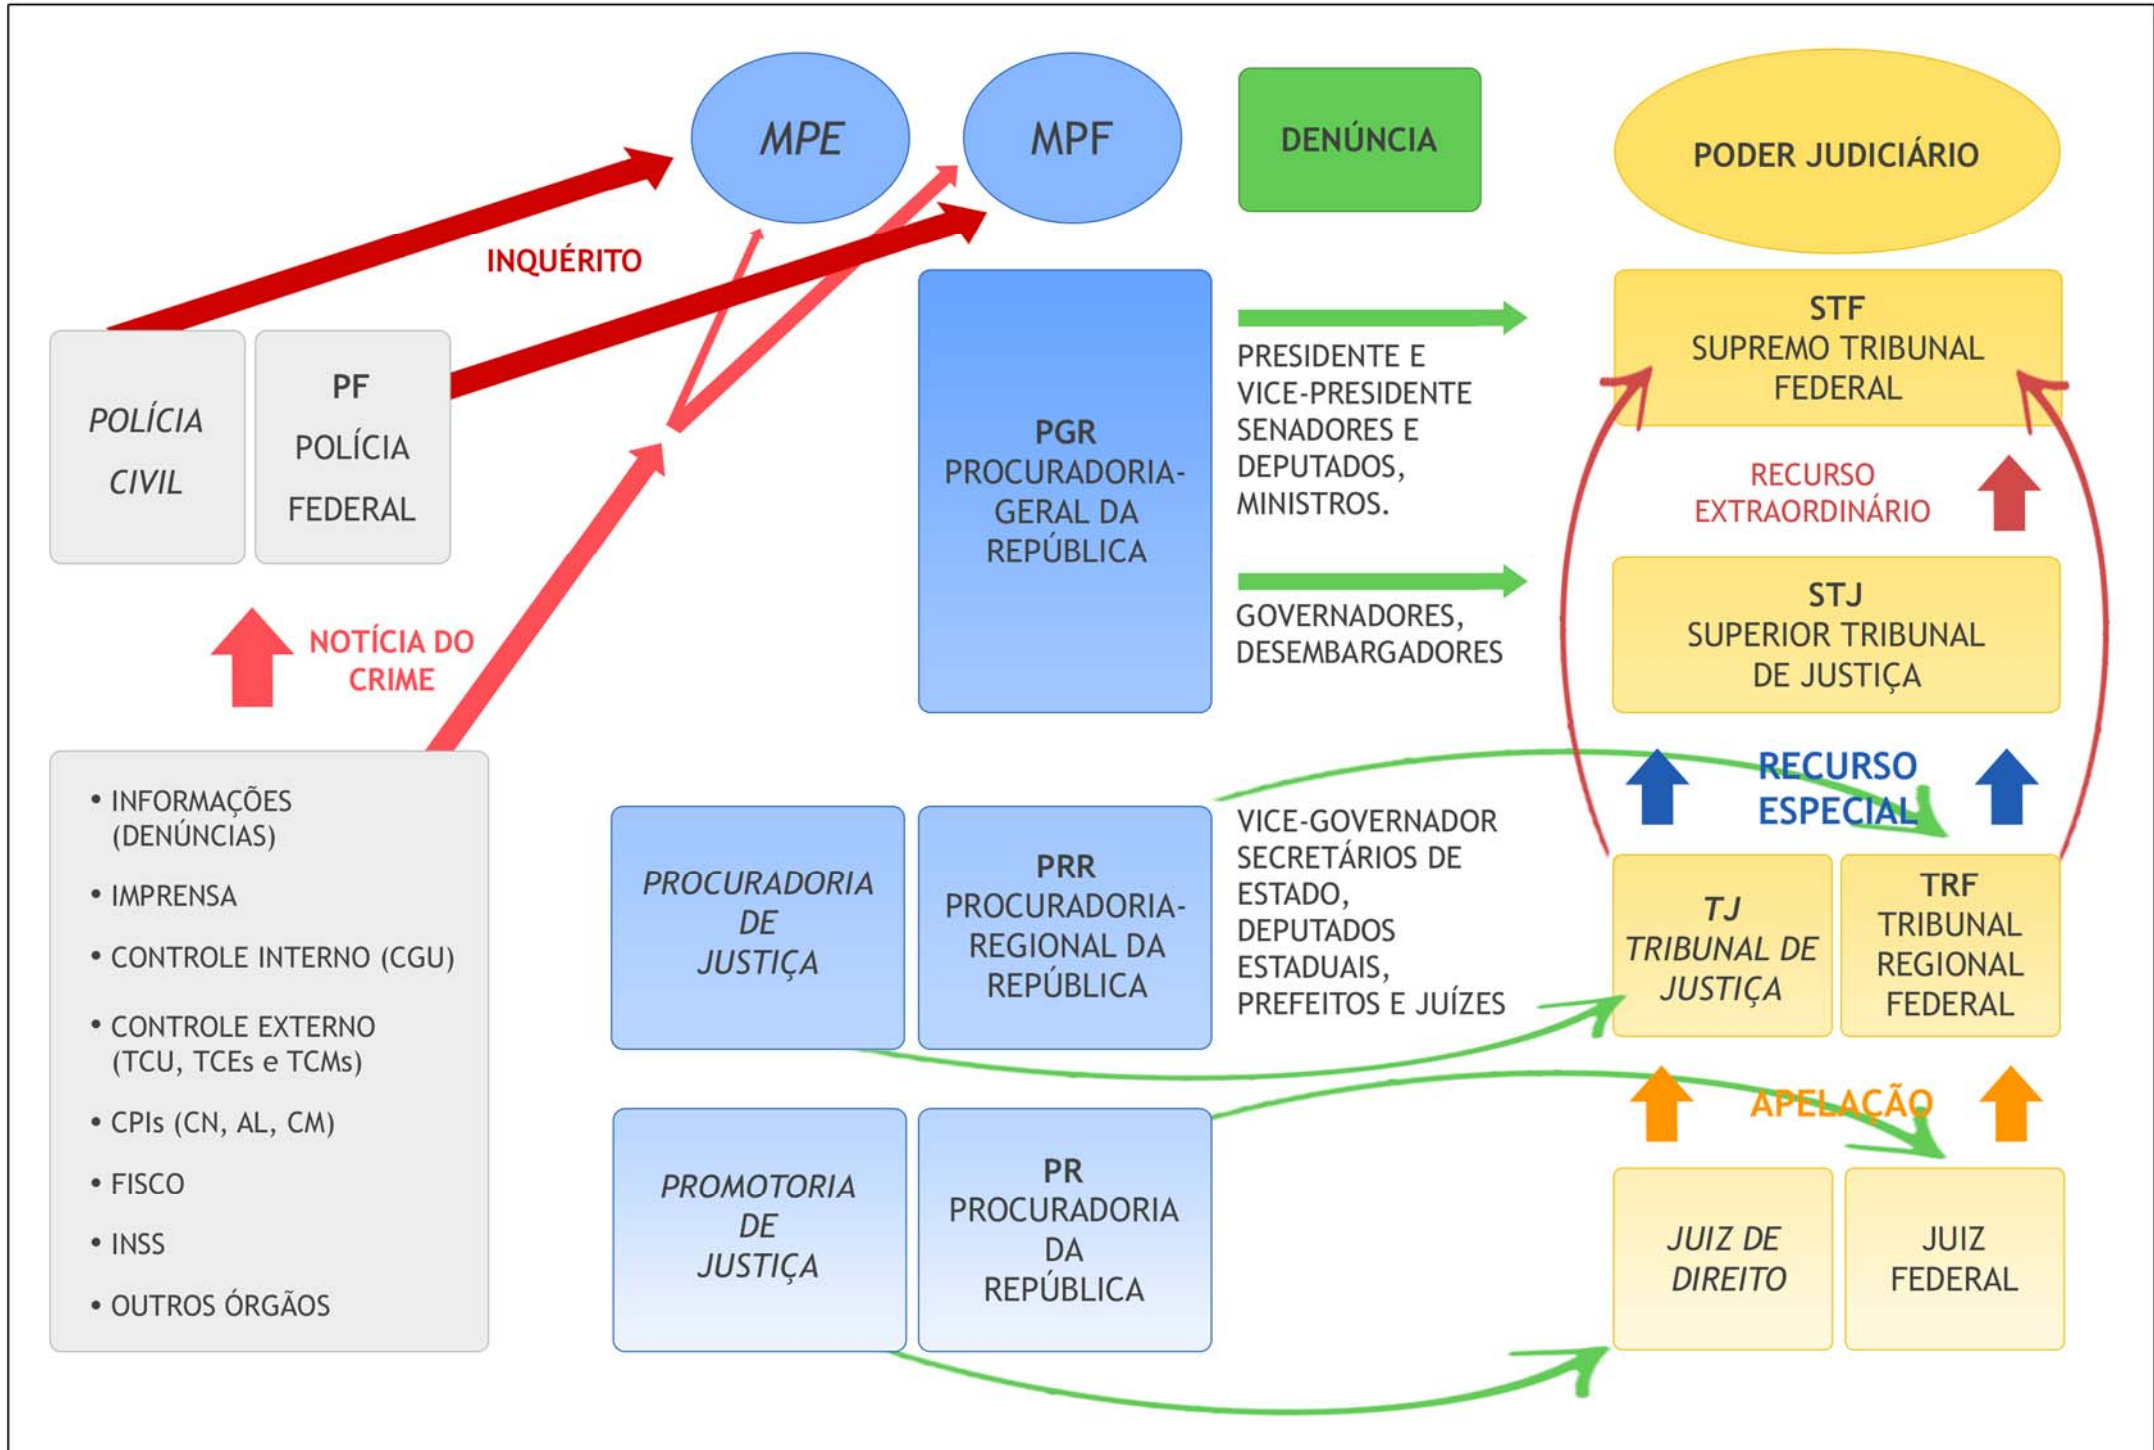 MPE
MPF
DENÚNCIA
PODER JUDICIÁRIO
INQUÉRITO
POLÍCIA
CIVIL
PF
POLÍCIA
FEDERAL
NOTÍCIA DO
CRIME
• INFORMAÇÕES
(DENÚNCIAS)
• IMPRENSA
• CONTROLE INTERNO (CGU)
• CONTROLE EXTERNO
(TCU, TCEs e TCMs)
• CPIs (CN, AL, CM)
• FISCO
• INSS
• OUTROS ÓRGÃOS
PGR
PROCURADORIA-
GERAL DA
REPÚBLICA
PRESIDENTE E
VICE-PRESIDENTE
SENADORES E
DEPUTADOS,
MINISTROS.
GOVERNADORES,
DESEMBARGADORES
STF
SUPREMO TRIBUNAL
FEDERAL
RECURSO
EXTRAORDINÁRIO
STJ
SUPERIOR TRIBUNAL
DE JUSTIÇA
RECURSO
ESPECIAL
PROCURADORIA
DE
JUSTIÇA
PRR
PROCURADORIA-
REGIONAL DA
REPÚBLICA
VICE-GOVERNADOR
SECRETÁRIOS DE
ESTADO,
DEPUTADOS
ESTADUAIS,
PREFEITOS E JUÍZES
TJ
TRIBUNAL DE
JUSTIÇA
TRF
TRIBUNAL
REGIONAL
FEDERAL
APELAÇÃO
PROMOTORIA
DE
JUSTIÇA
PR
PROCURADORIA
DA
REPÚBLICA
JUIZ DE
DIREITO
JUIZ
FEDERAL